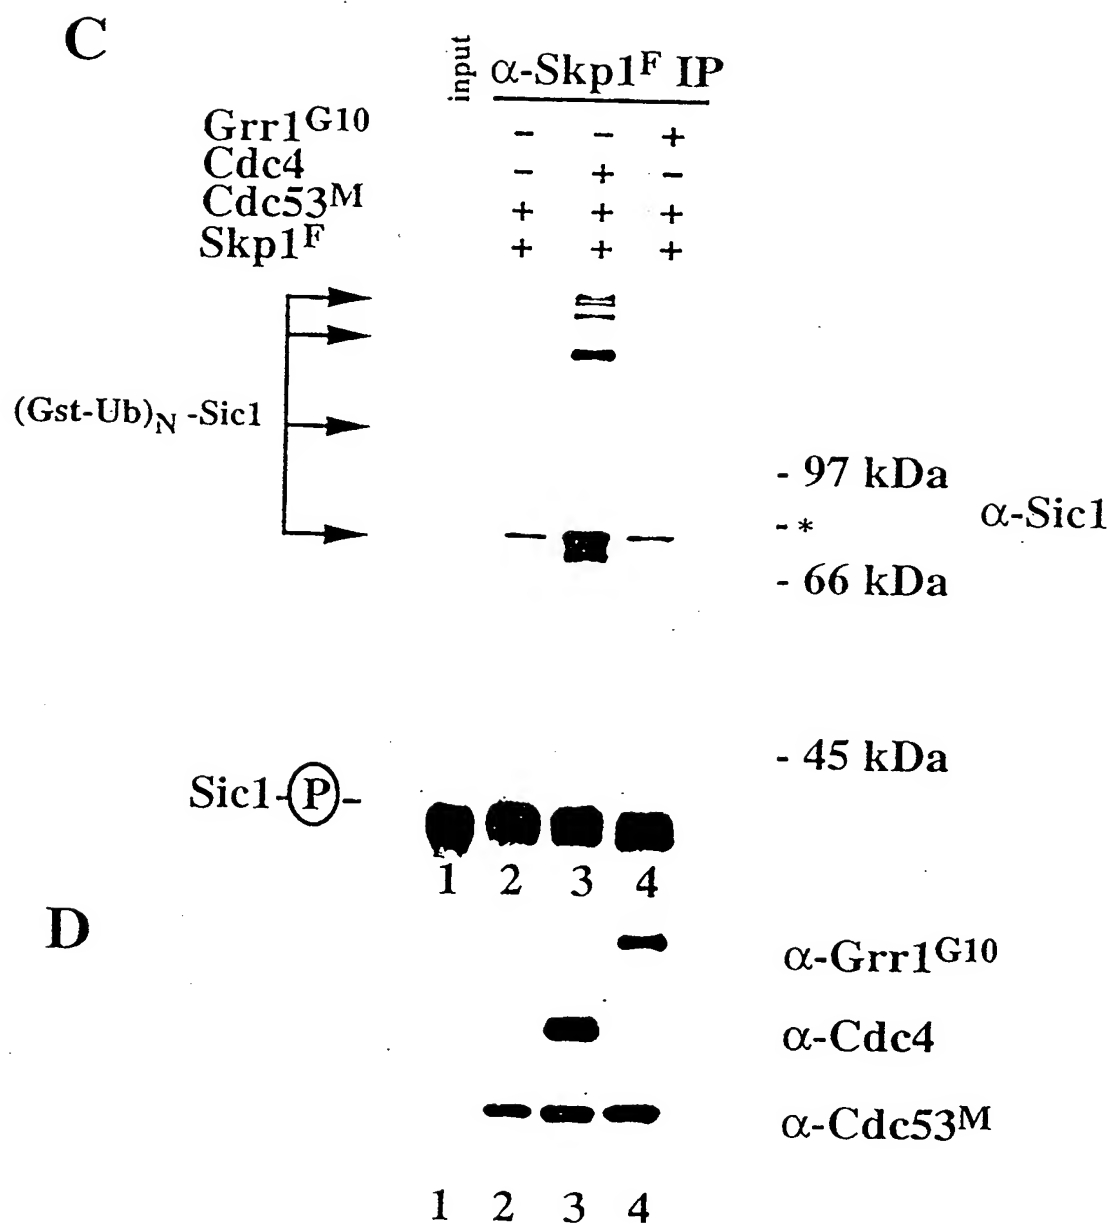 C
input
α-Skp1F IP
Grr1G10 - - +
Cdc4 - + -
Cdc53M + + +
Skp1F + + +
(Gst-Ub)N -Sic1
- 97 kDa
- *
α-Sic1
- 66 kDa
- 45 kDa
Sic1-P-
1 2 3 4
D
α-Grr1G10
α-Cdc4
α-Cdc53M
1 2 3 4